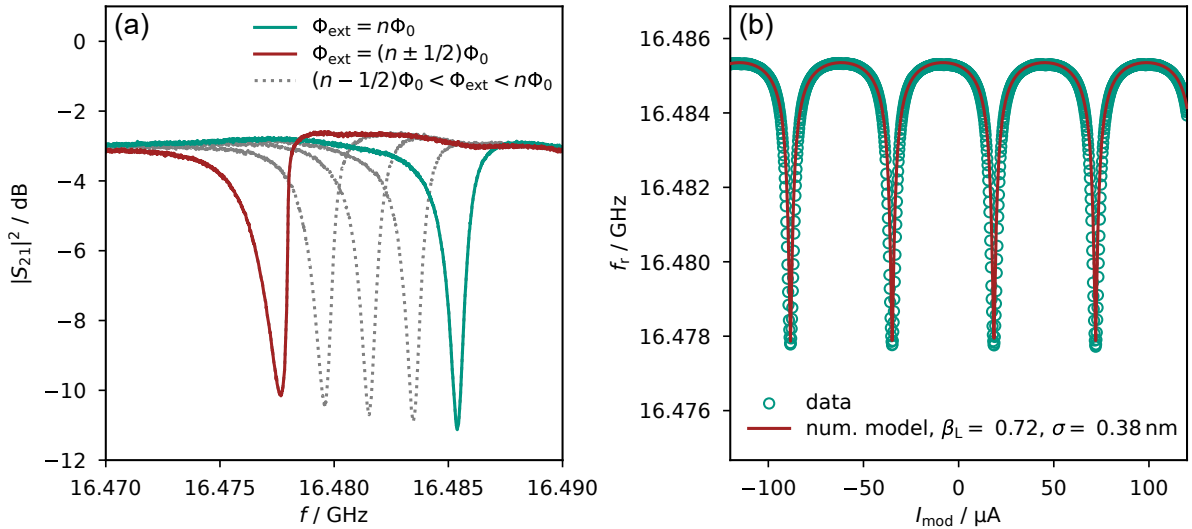 (a)
Φext = nΦ0
Φext = (n ± 1/2)Φ0
(n − 1/2)Φ0 < Φext < nΦ0
0
−2
−4
−6
−8
−10
−12
|S21|² / dB
16.470
16.475
16.480
16.485
16.490
f / GHz
(b)
16.486
16.484
16.482
16.480
16.478
16.476
fr / GHz
data
num. model, βL = 0.72, σ = 0.38 nm
−100
−50
0
50
100
Imod / µA